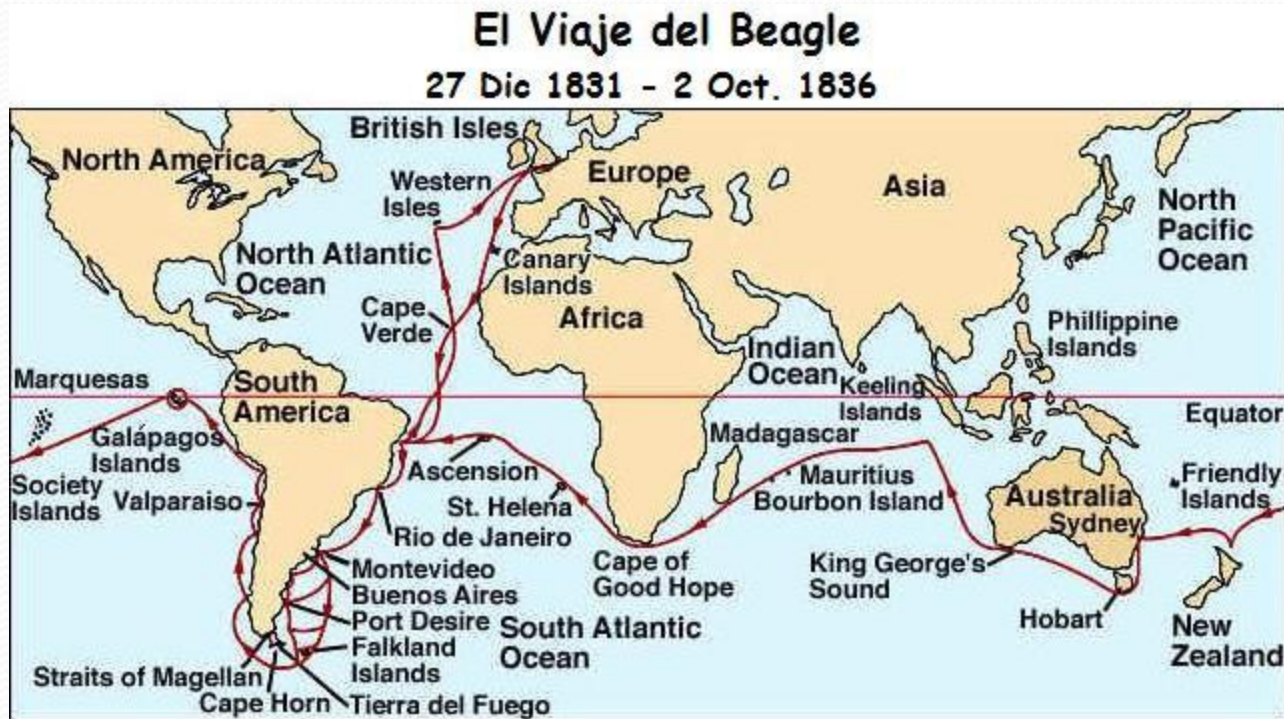 El Viaje del Beagle
27 Dic 1831 - 2 Oct. 1836
British Isles
North America
Western
Isles
Europe
Asia
North
Pacific
Ocean
North Atlantic
Ocean
Canary
Islands
Cape
Verde
Africa
Phillippine
Islands
Indian
Ocean
Marquesas
South
America
Keeling
Islands
Equator
Galápagos
Islands
Madagascar
Ascension
Society
Islands
Valparaiso
St. Helena
Mauritius
Bourbon Island
Australia
Sydney
Friendly
Islands
Rio de Janeiro
Montevideo
Buenos Aires
Port Desire
Falkland
Islands
Cape of
Good Hope
King George's
Sound
Hobart
South Atlantic
Ocean
New
Zealand
Straits of Magellan
Cape Horn
Tierra del Fuego